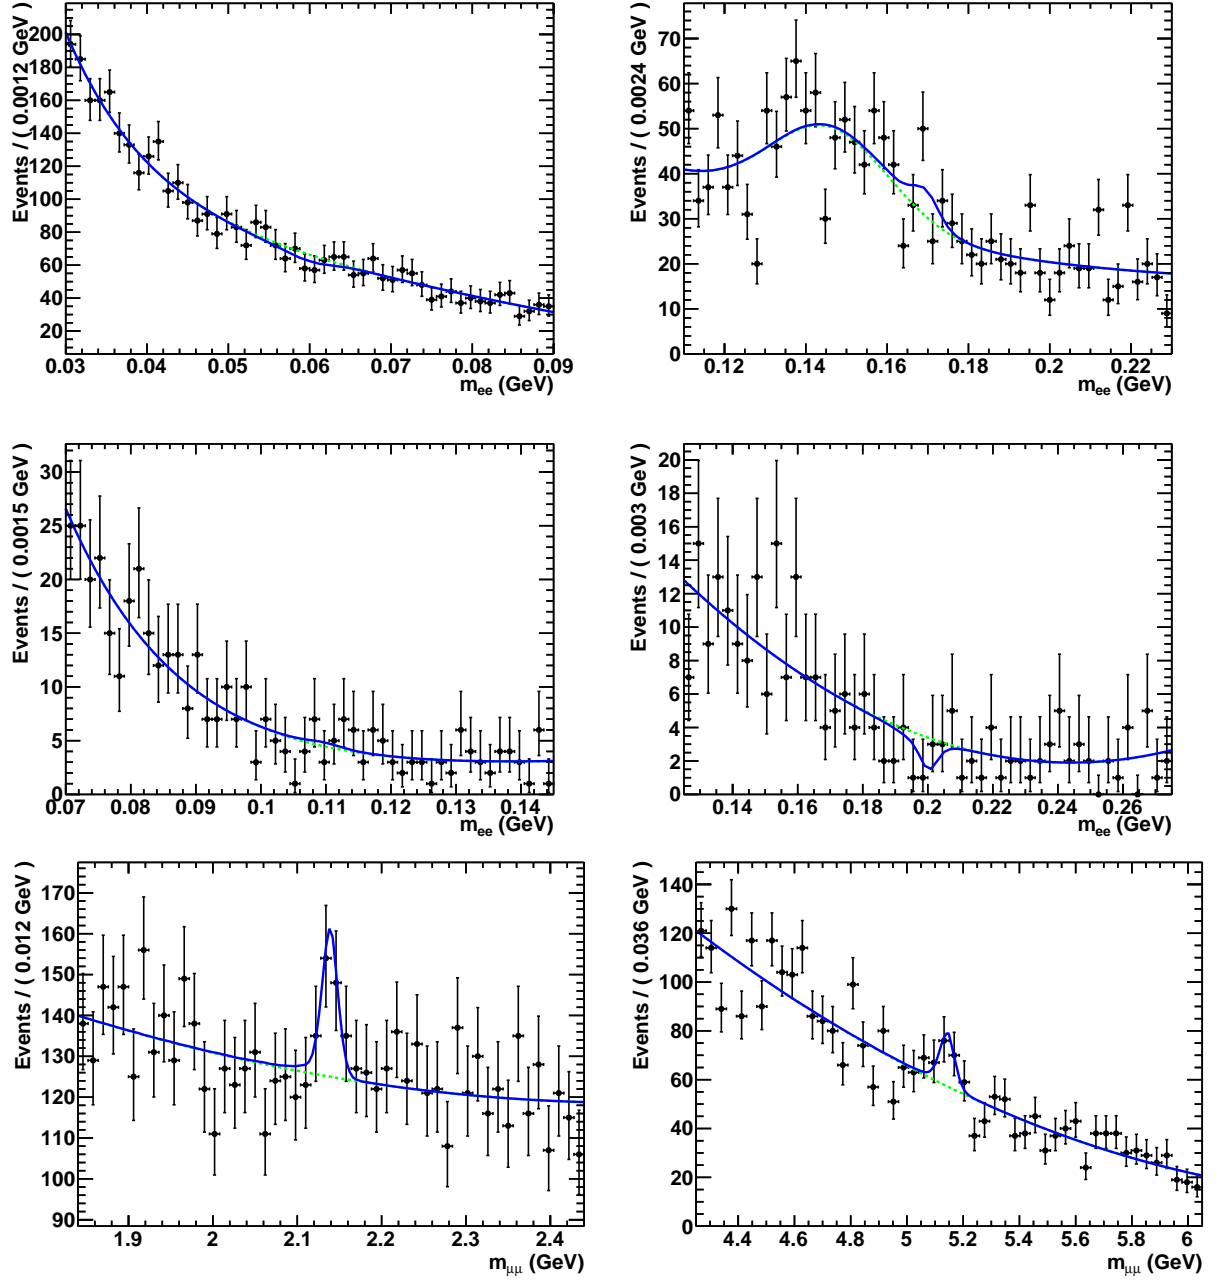 Events / ( 0.0012 GeV )
200
180
160
140
120
100
80
60
40
20
0.03 0.04 0.05 0.06 0.07 0.08 0.09
m_ee (GeV)
Events / ( 0.0024 GeV )
70
60
50
40
30
20
10
0
0.12 0.14 0.16 0.18 0.2 0.22
m_ee (GeV)
Events / ( 0.0015 GeV )
30
25
20
15
10
5
0
0.07 0.08 0.09 0.1 0.11 0.12 0.13 0.14
m_ee (GeV)
Events / ( 0.003 GeV )
20
18
16
14
12
10
8
6
4
2
0
0.14 0.16 0.18 0.2 0.22 0.24 0.26
m_ee (GeV)
Events / ( 0.012 GeV )
170
160
150
140
130
120
110
100
90
1.9 2 2.1 2.2 2.3 2.4
m_μμ (GeV)
Events / ( 0.036 GeV )
140
120
100
80
60
40
20
0
4.4 4.6 4.8 5 5.2 5.4 5.6 5.8 6
m_μμ (GeV)